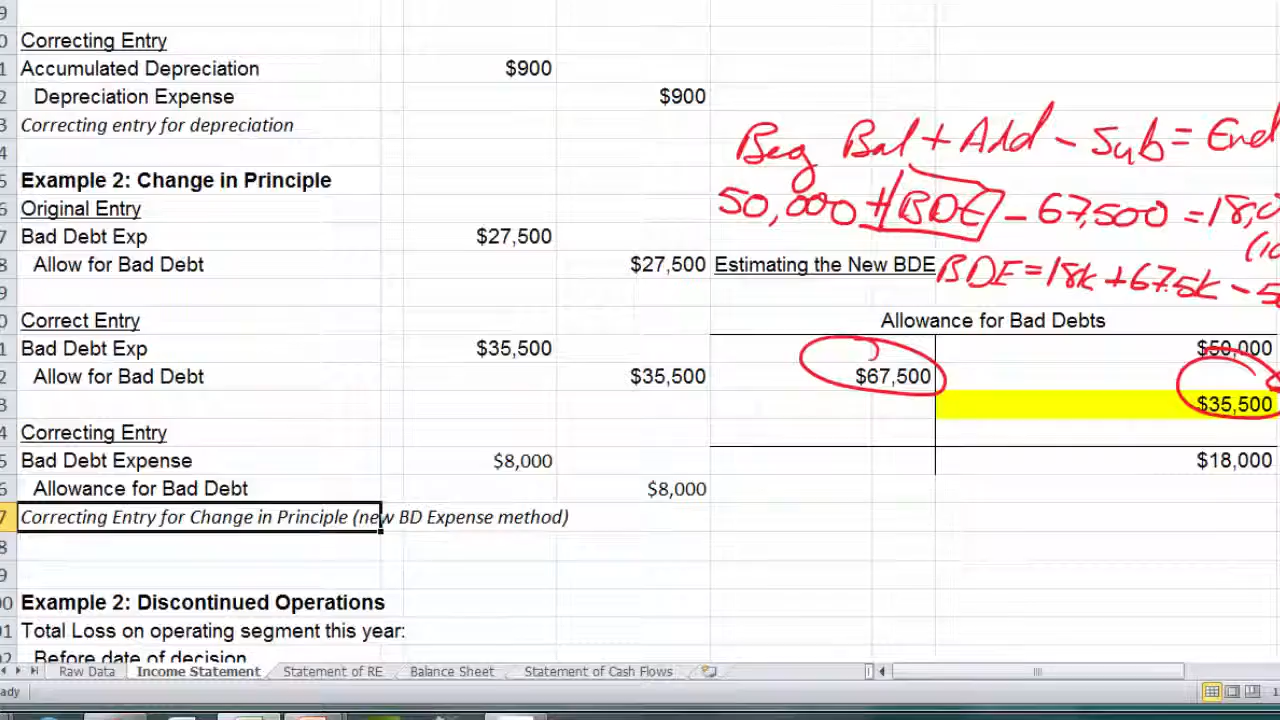 Correcting Entry
Accumulated Depreciation $900
Depreciation Expense $900
Correcting entry for depreciation
Beg Bal + Add - Sub = End
Example 2: Change in Principle
Original Entry
50,000 + BDE - 67,500 = 18,0
Bad Debt Exp $27,500
Allow for Bad Debt $27,500 Estimating the New BDE
BDE = 18k + 67.5k - 5
Correct Entry Allowance for Bad Debts
Bad Debt Exp $35,500 $50,000
Allow for Bad Debt $35,500 $67,500
$35,500
Correcting Entry
Bad Debt Expense $8,000 $18,000
Allowance for Bad Debt $8,000
Correcting Entry for Change in Principle (new BD Expense method)
Example 2: Discontinued Operations
Total Loss on operating segment this year:
Before date of decision
Raw Data Income Statement Statement of RE Balance Sheet Statement of Cash Flows